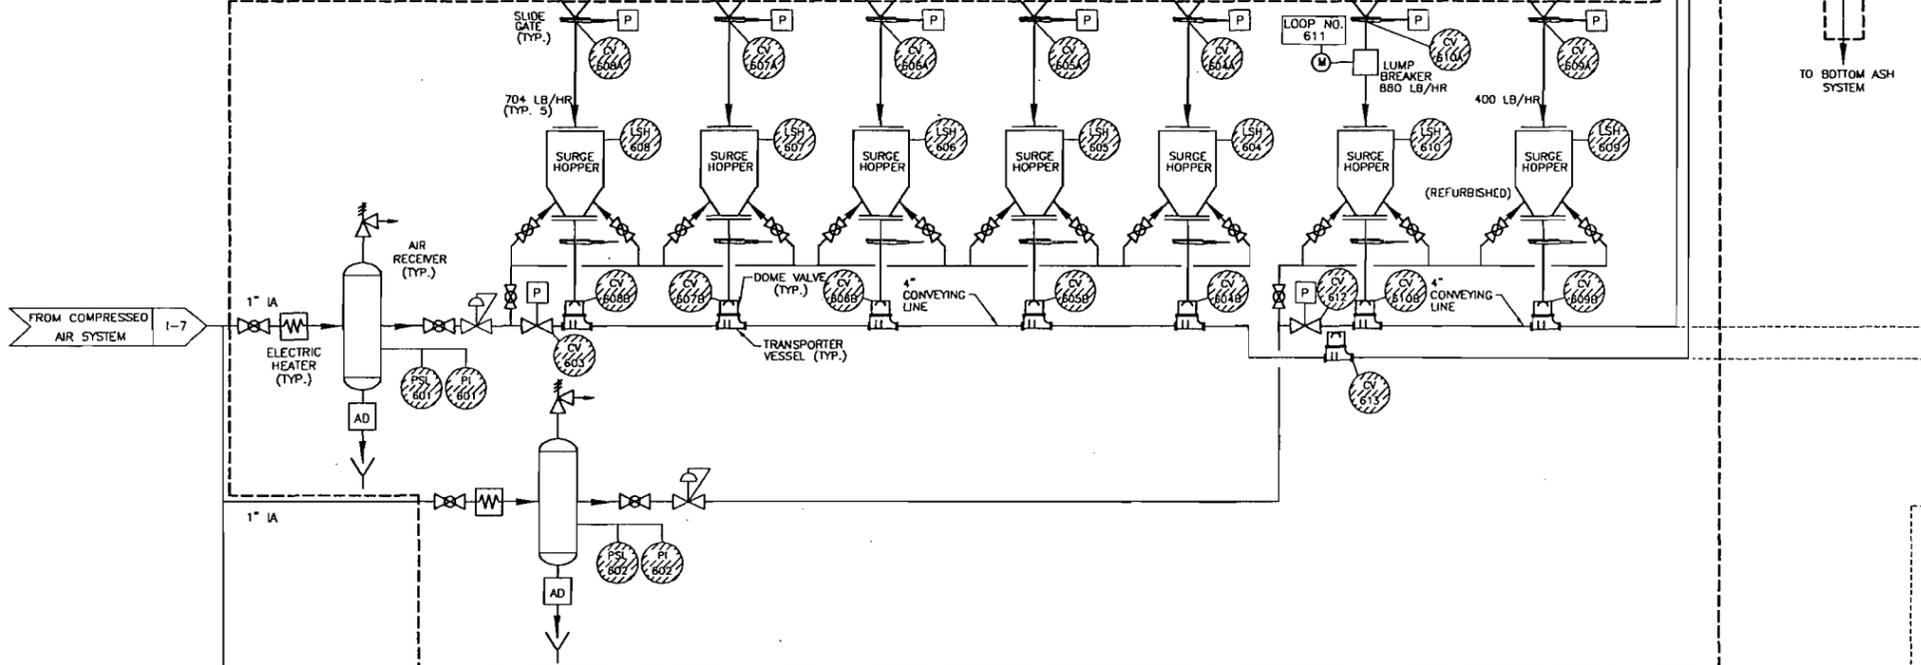 SLIDE
GATE
(TYP.)
P
P
P
P
P
P
P
CV
608A
CV
607A
CV
606A
CV
605A
CV
604A
LOOP NO.
611
M
LUMP
BREAKER
880 LB/HR
CV
610A
CV
609A
TO BOTTOM ASH
SYSTEM
704 LB/HR
(TYP. 5)
400 LB/HR
LSH
608
LSH
607
LSH
606
LSH
605
LSH
604
LSH
610
LSH
609
SURGE
HOPPER
SURGE
HOPPER
SURGE
HOPPER
SURGE
HOPPER
SURGE
HOPPER
SURGE
HOPPER
SURGE
HOPPER
(REFURBISHED)
AIR
RECEIVER
(TYP.)
FROM COMPRESSED
AIR SYSTEM
I-7
1" IA
ELECTRIC
HEATER
(TYP.)
P
CV
608B
CV
607B
DOME VALVE
(TYP.)
CV
606B
4"
CONVEYING
LINE
CV
605B
CV
604B
P
CV
612
CV
610B
4"
CONVEYING
LINE
CV
609B
CV
603
TRANSPORTER
VESSEL (TYP.)
CV
613
PSL
601
PI
601
AD
1" IA
PSL
602
PI
602
AD